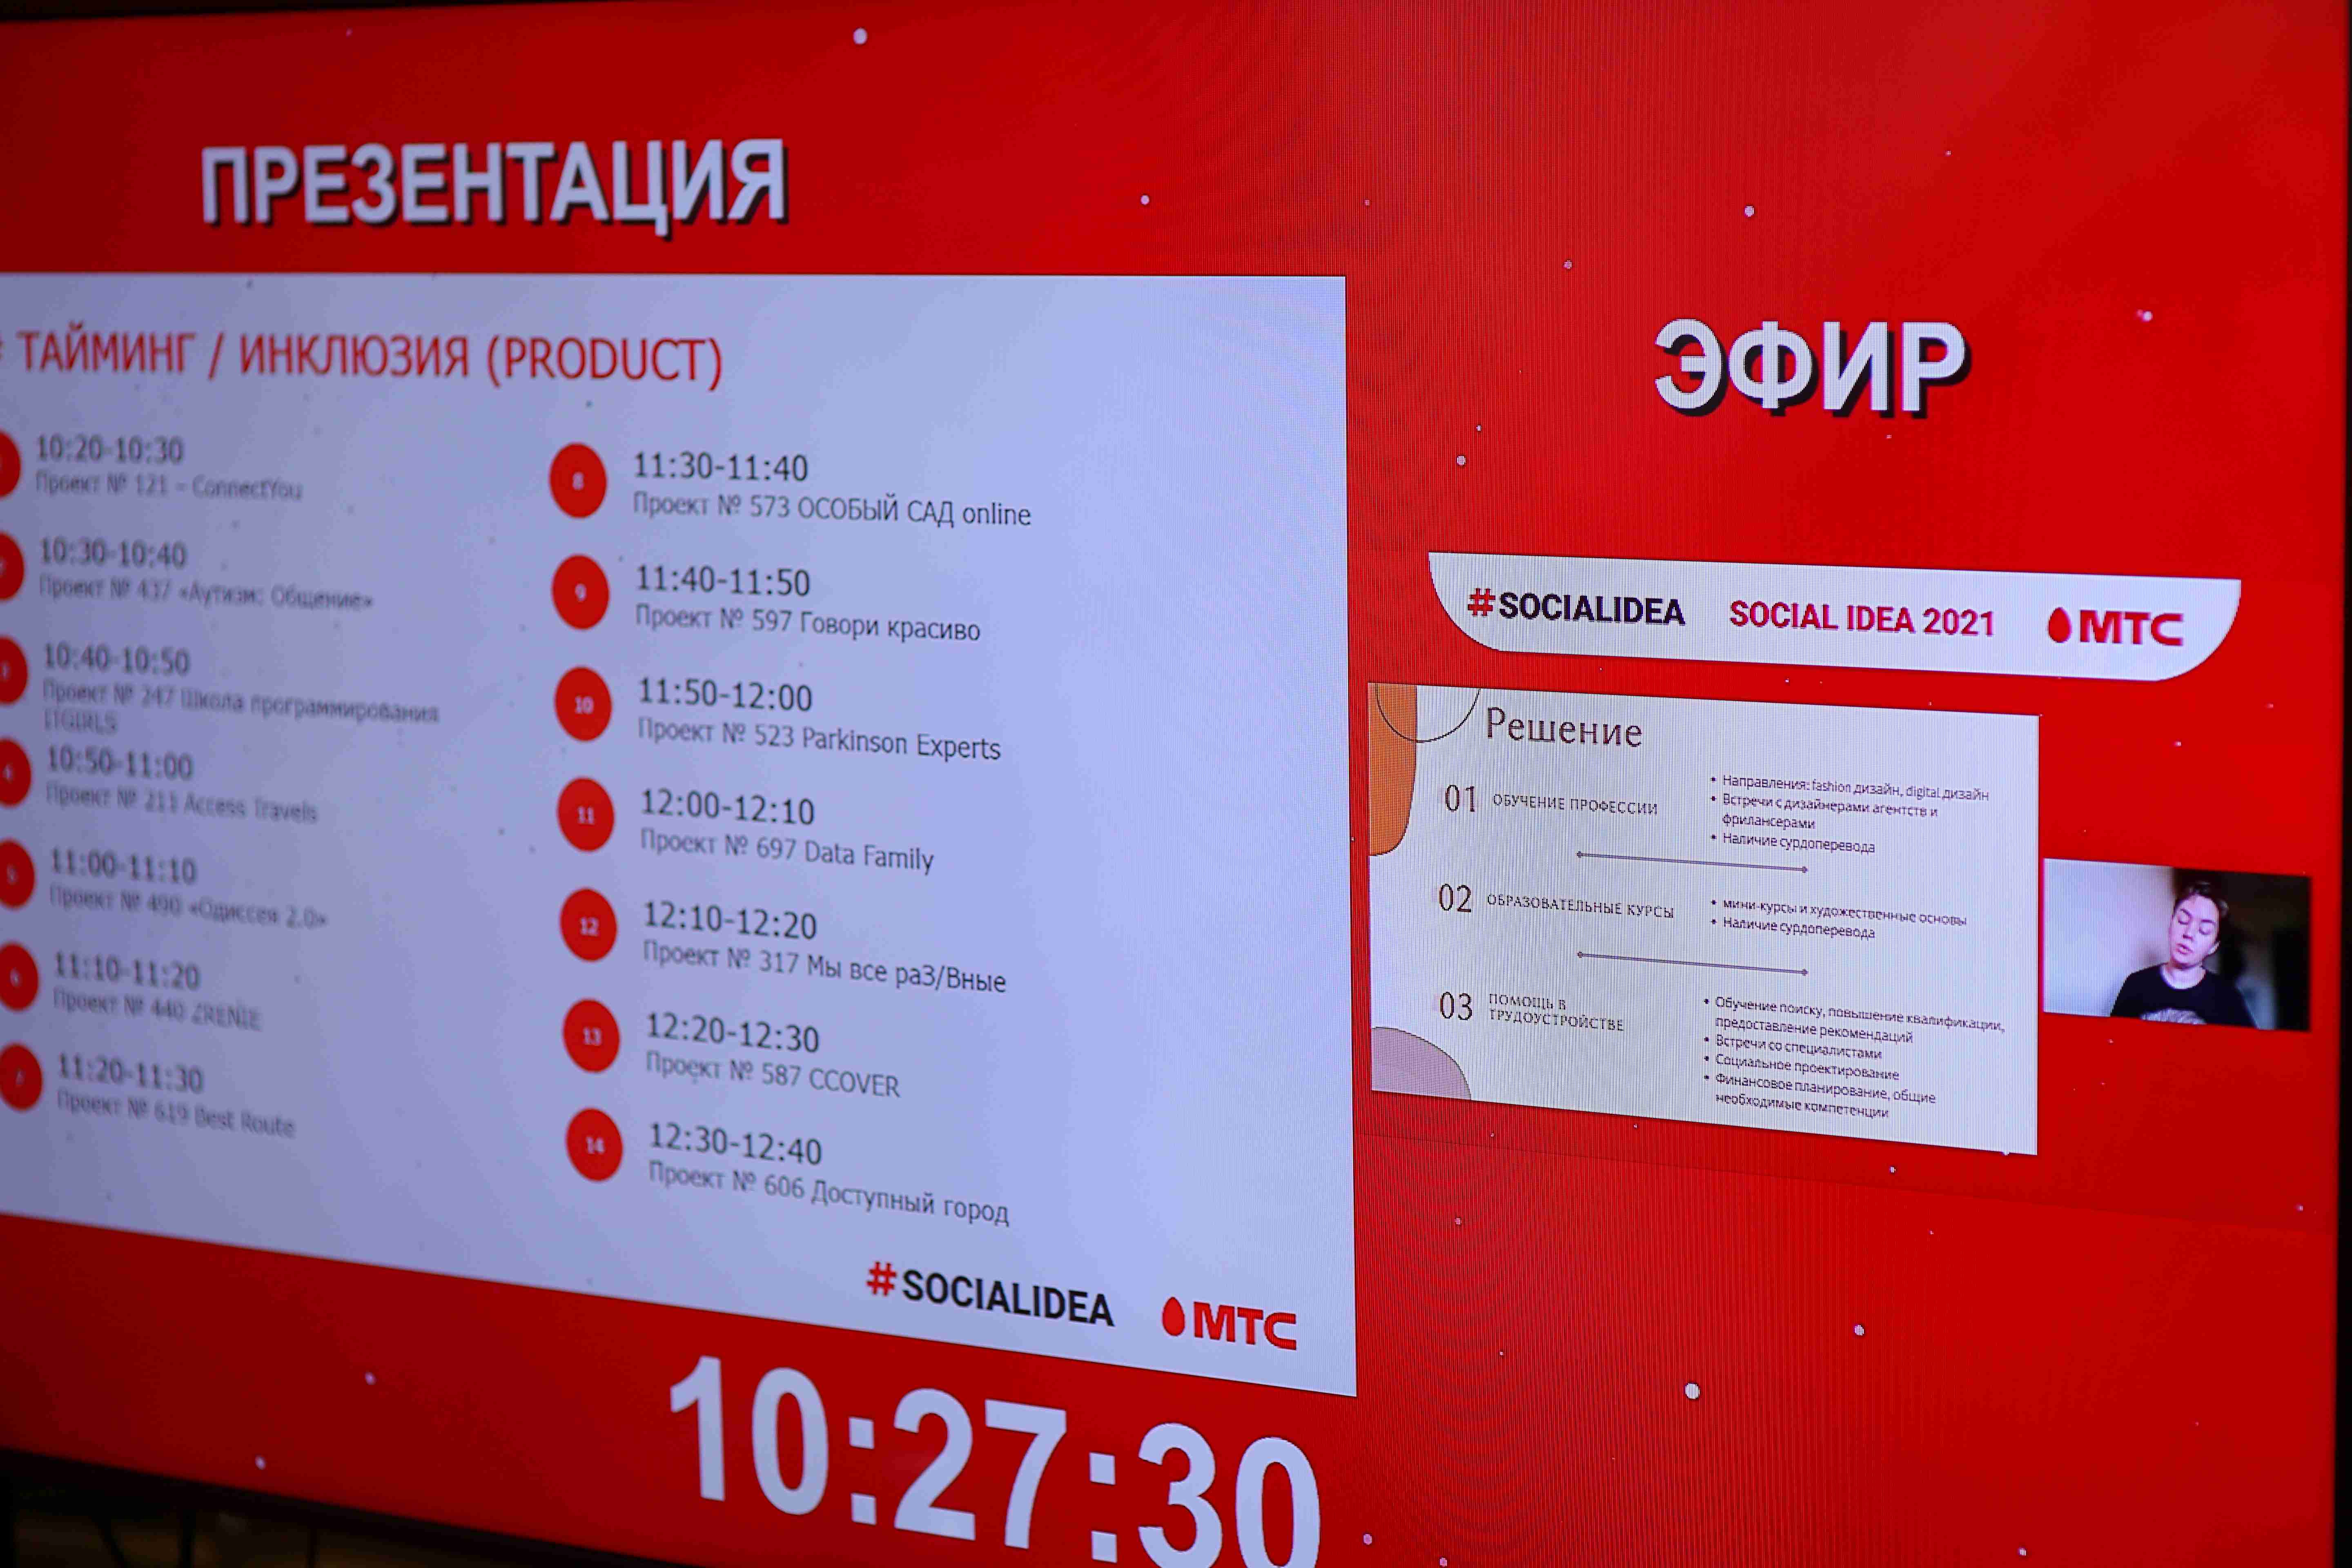 ПРЕЗЕНТАЦИЯ
# ТАЙМИНГ / ИНКЛЮЗИЯ (PRODUCT)
10:20-10:30
Проект № 121 – ConnectYou
10:30-10:40
Проект № 437 «Аутизм: Общение»
10:40-10:50
Проект № 247 Школа программирования
ITGIRLS
4
10:50-11:00
Проект № 211 Access Travels
5
11:00-11:10
Проект № 490 «Одиссея 2.0»
6
11:10-11:20
Проект № 440 ZRENIE
7
11:20-11:30
Проект № 619 Best Route
8
11:30-11:40
Проект № 573 ОСОБЫЙ САД online
9
11:40-11:50
Проект № 597 Говори красиво
10
11:50-12:00
Проект № 523 Parkinson Experts
11
12:00-12:10
Проект № 697 Data Family
12
12:10-12:20
Проект № 317 Мы все раЗ/Вные
13
12:20-12:30
Проект № 587 CCOVER
14
12:30-12:40
Проект № 606 Доступный город
#SOCIALIDEA МТС
10:27:30
ЭФИР
#SOCIALIDEA SOCIAL IDEA 2021 МТС
Решение
01 ОБУЧЕНИЕ ПРОФЕССИИ
• Направления: fashion дизайн, digital дизайн
• Встречи с дизайнерами агентств и
фрилансерами
• Наличие сурдоперевода
02 ОБРАЗОВАТЕЛЬНЫЕ КУРСЫ
• мини-курсы и художественные основы
• Наличие сурдоперевода
03 ПОМОЩЬ В
ТРУДОУСТРОЙСТВЕ
• Обучение поиску, повышение квалификации,
предоставление рекомендаций
• Встречи со специалистами
• Социальное проектирование
• Финансовое планирование, общие
необходимые компетенции